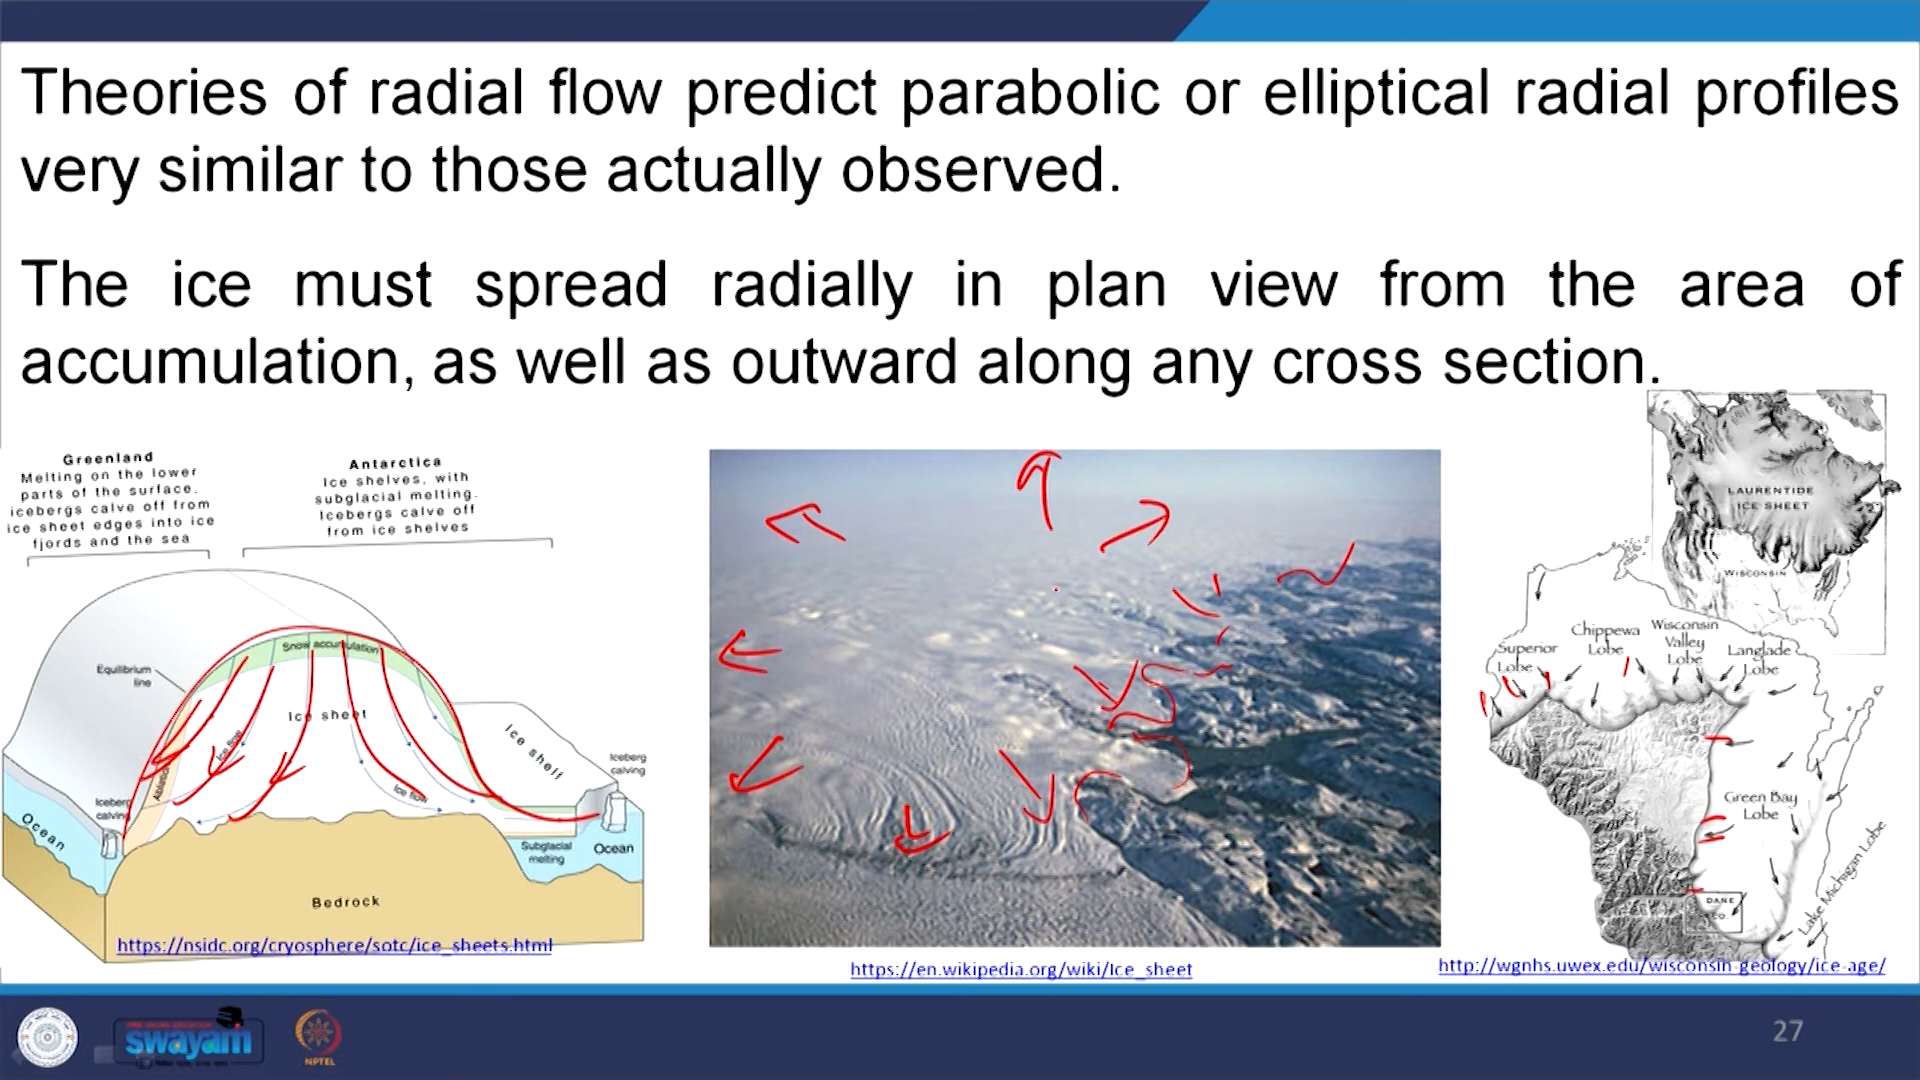 Theories of radial flow predict parabolic or elliptical radial profiles
very similar to those actually observed.
The ice must spread radially in plan view from the area of
accumulation, as well as outward along any cross section.
Greenland
Melting on the lower
parts of the surface,
icebergs calve off from
ice sheet edges into ice
fjords and the sea
Antarctica
Ice shelves, with
subglacial melting.
Icebergs calve off
from ice shelves
Snow accumulation
Equilibrium
line
Ice sheet
Ice flow
Ice flow
Ablation
Ice shelf
Iceberg
calving
Iceberg
calving
Ocean
Subglacial
melting
Ocean
Bedrock
https://nsidc.org/cryosphere/sotc/ice_sheets.html
https://en.wikipedia.org/wiki/Ice_sheet
LAURENTIDE
ICE SHEET
WISCONSIN
Superior
Lobe
Chippewa
Lobe
Wisconsin
Valley
Lobe
Langlade
Lobe
Green Bay
Lobe
Lake Michigan Lobe
DANE
CO.
http://wgnhs.uwex.edu/wisconsin-geology/ice-age/
swayam
NPTEL
27